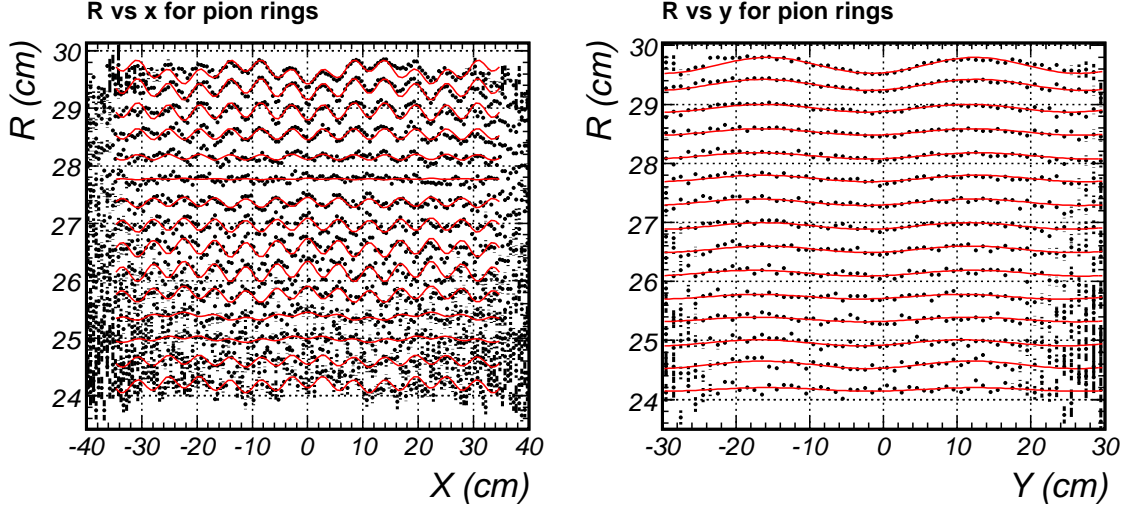 R vs x for pion rings
R (cm)
30
29
28
27
26
25
24
-40 -30 -20 -10 0 10 20 30 40
X (cm)
R vs y for pion rings
R (cm)
30
29
28
27
26
25
24
-30 -20 -10 0 10 20 30
Y (cm)